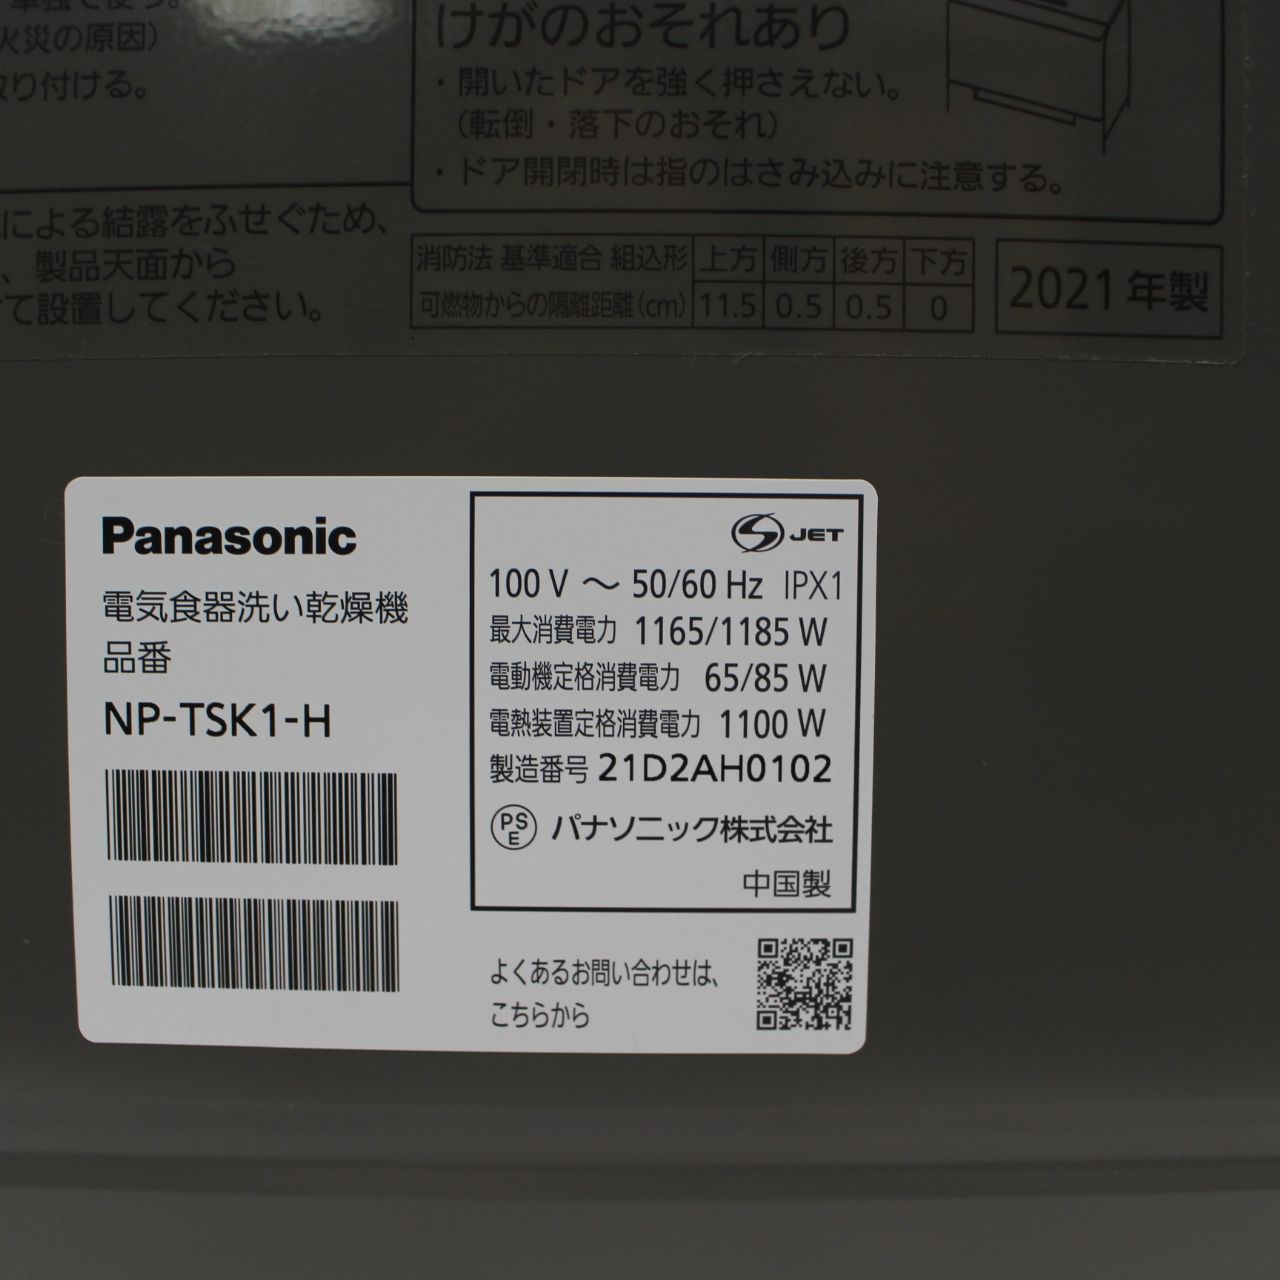 火災の原因)
取り付ける。
けがのおそれあり
・開いたドアを強く押さえない。
(転倒・落下のおそれ)
・ドア開閉時は指のはさみ込みに注意する。
による結露をふせぐため、
、製品天面から
て設置してください。
消防法 基準適合 組込形 上方 側方 後方 下方
可燃物からの隔離距離(cm) 11.5 0.5 0.5 0
2021年製
Panasonic
電気食器洗い乾燥機
品番
NP-TSK1-H
JET
100 V ～ 50/60 Hz IPX1
最大消費電力 1165/1185 W
電動機定格消費電力 65/85 W
電熱装置定格消費電力 1100 W
製造番号 21D2AH0102
PS
E
パナソニック株式会社
中国製
よくあるお問い合わせは、
こちらから